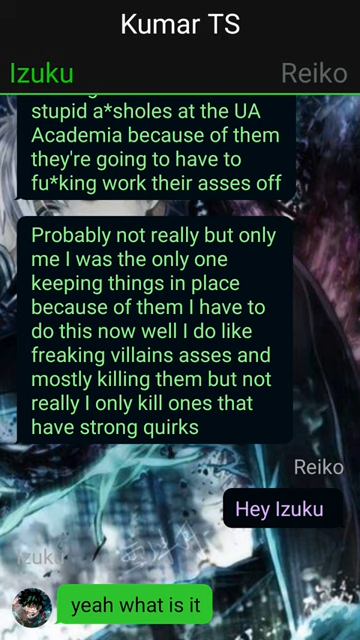 Kumar TS
Izuku
Reiko
stupid a*sholes at the UA
Academia because of them
they're going to have to
fu*king work their asses off
Probably not really but only
me I was the only one
keeping things in place
because of them I have to
do this now well I do like
freaking villains asses and
mostly killing them but not
really I only kill ones that
have strong quirks
Reiko
Hey Izuku
Izuku
yeah what is it